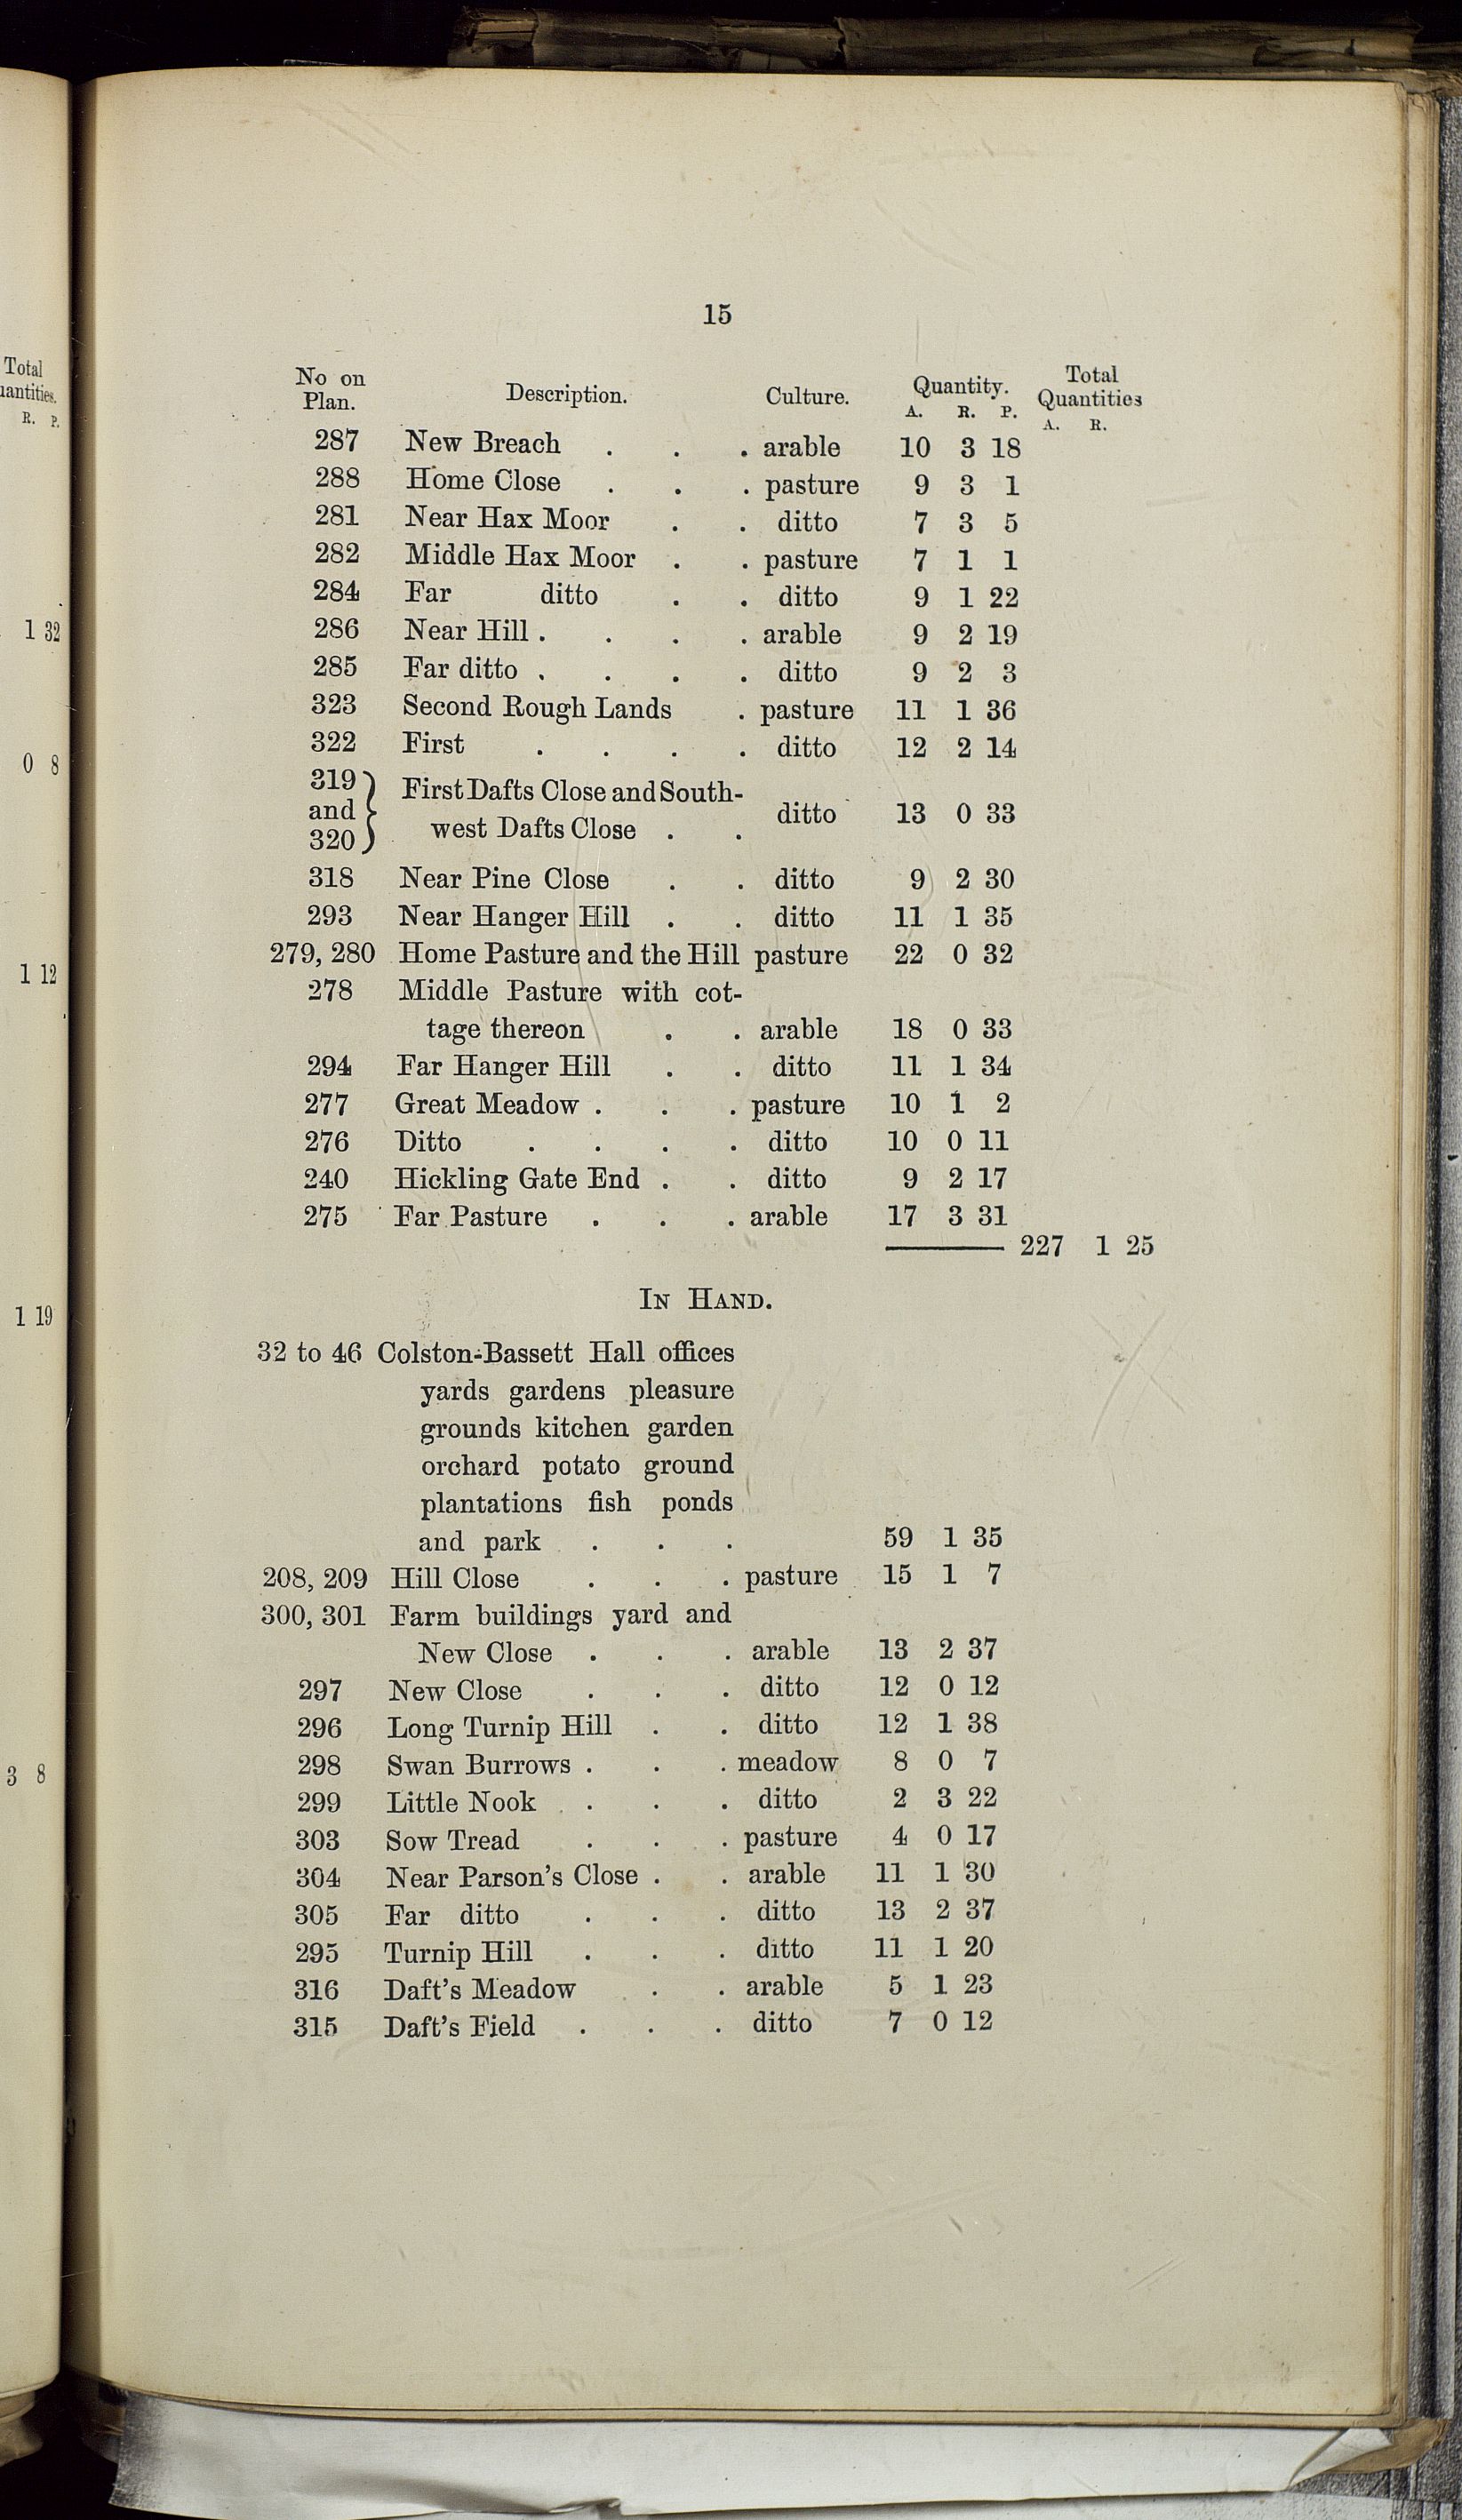 Total
uantities.
R. P.
1 32
0 8
1 12
1 19
3 8
15
No on Plan. Description. Culture. Quantity. Total Quantities
A. R. P. A. R.
287 New Breach . . . arable 10 3 18
288 Home Close . . . pasture 9 3 1
281 Near Hax Moor . . ditto 7 3 5
282 Middle Hax Moor . . pasture 7 1 1
284 Far ditto . . ditto 9 1 22
286 Near Hill . . . . arable 9 2 19
285 Far ditto . . . . ditto 9 2 3
323 Second Rough Lands . pasture 11 1 36
322 First . . . . ditto 12 2 14
319 and 320 } First Dafts Close and South-
west Dafts Close . . ditto 13 0 33
318 Near Pine Close . . ditto 9 2 30
293 Near Hanger Hill . . ditto 11 1 35
279, 280 Home Pasture and the Hill pasture 22 0 32
278 Middle Pasture with cot-
tage thereon . . arable 18 0 33
294 Far Hanger Hill . . ditto 11 1 34
277 Great Meadow . . . pasture 10 1 2
276 Ditto . . . . ditto 10 0 11
240 Hickling Gate End . . ditto 9 2 17
275 Far Pasture . . . arable 17 3 31
227 1 25
IN HAND.
32 to 46 Colston-Bassett Hall offices
yards gardens pleasure
grounds kitchen garden
orchard potato ground
plantations fish ponds
and park . . . 59 1 35
208, 209 Hill Close . . . pasture 15 1 7
300, 301 Farm buildings yard and
New Close . . . arable 13 2 37
297 New Close . . . ditto 12 0 12
296 Long Turnip Hill . . ditto 12 1 38
298 Swan Burrows . . . meadow 8 0 7
299 Little Nook . . . ditto 2 3 22
303 Sow Tread . . . pasture 4 0 17
304 Near Parson's Close . . arable 11 1 30
305 Far ditto . . . ditto 13 2 37
295 Turnip Hill . . . ditto 11 1 20
316 Daft's Meadow . . arable 5 1 23
315 Daft's Field . . . ditto 7 0 12